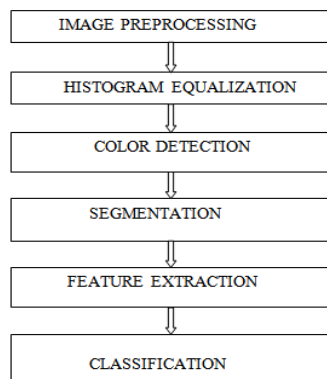 IMAGE PREPROCESSING
HISTOGRAM EQUALIZATION
COLOR DETECTION
SEGMENTATION
FEATURE EXTRACTION
CLASSIFICATION